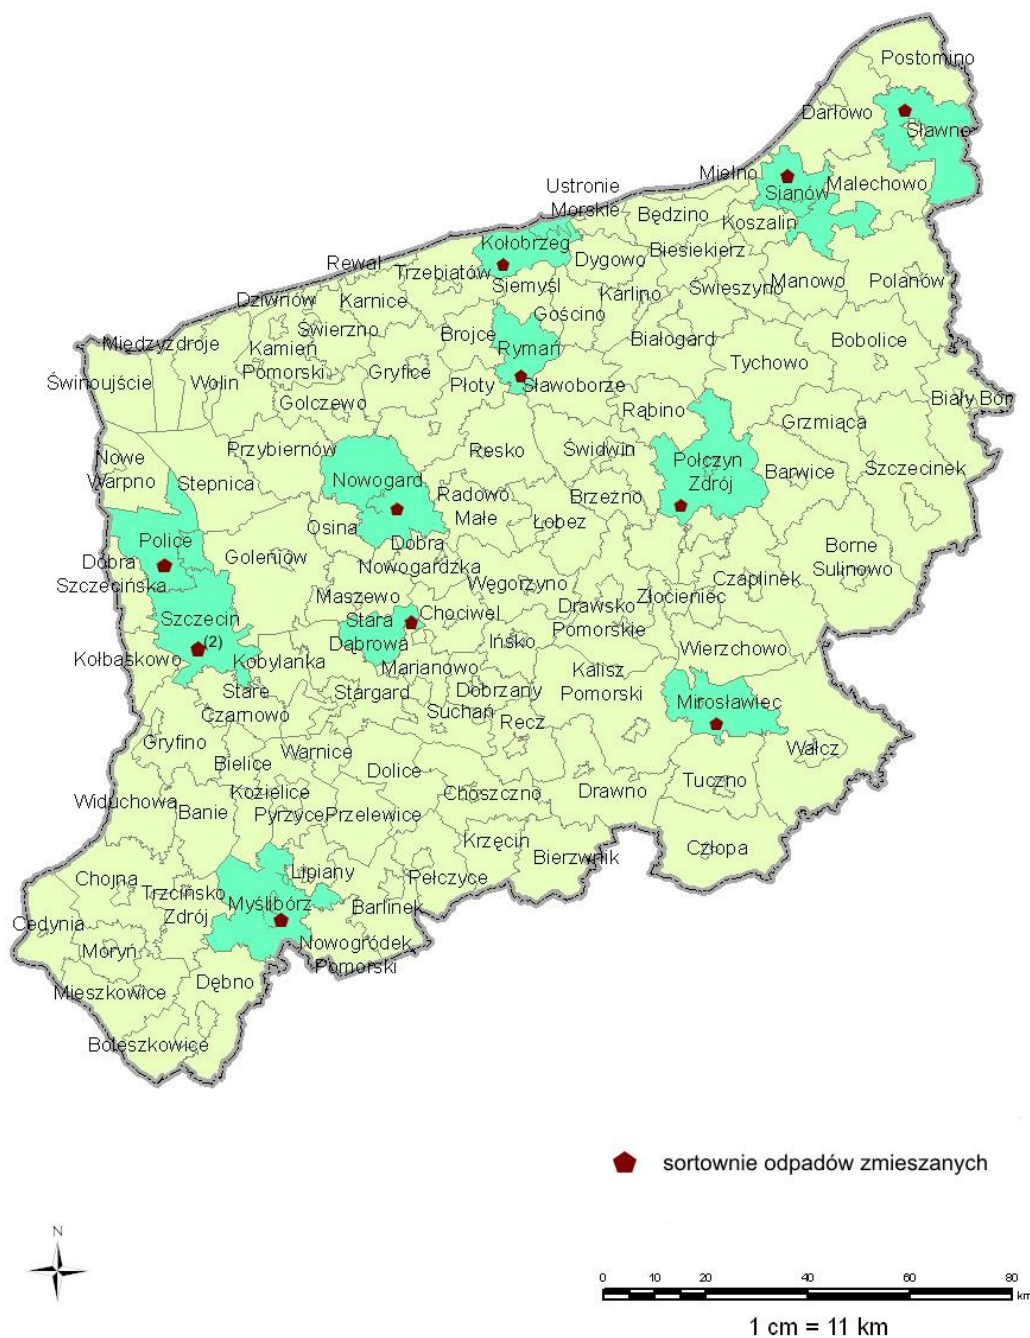 Postomino
Darłowo
Sławno
Mielno
Sianów
Malechowo
Ustronie
Morskie
Będzino
Koszalin
Kołobrzeg
Dygowo
Biesiekierz
Rewal
Trzebiatów
Siemyśl
Karlino
Świeszyno
Manowo
Polanów
Dziwnów
Karnice
Gościno
Świerzno
Brojce
Białogard
Bobolice
Międzyzdroje
Kamień
Pomorski
Ryman
Tychowo
Świnoujście
Wolin
Gryfice
Płoty
Sławoborze
Biały Bór
Golczewo
Rąbino
Grzmiąca
Przybiernów
Resko
Świdwin
Nowe
Warpno
Stepnica
Nowogard
Połczyn
Zdrój
Barwice
Szczecinek
Radowo
Małe
Brzeżno
Łobez
Osina
Police
Dobra
Nowogardzka
Borne
Sulinowo
Dobra
Szczecińska
Goleniów
Węgorzyno
Czaplinek
Maszewo
Złocieniec
Szczecin
(2)
Stara
Dąbrowa
Chociwel
Drawsko
Pomorskie
Kołbaskowo
Kobylanka
Marianowo
Ińsko
Wierzchowo
Stare
Czarnowo
Stargard
Dobrzany
Kalisz
Pomorski
Suchań
Recz
Mirosławiec
Gryfino
Warnice
Wałcz
Bielice
Dolice
Tuczno
Widuchowa
Banie
Kozielice
Choszczno
Drawno
Pyrzyce
Przelewice
Krzęcin
Bierzwnik
Człopa
Chojna
Trzcińsko
Zdrój
Lipiany
Pełczyce
Cedynia
Myślibórz
Barlinek
Moryń
Nowogródek
Pomorski
Mieszkowice
Dębno
Boleszkowice
sortownie odpadów zmieszanych
N
0 10 20 40 60 80
km
1 cm = 11 km